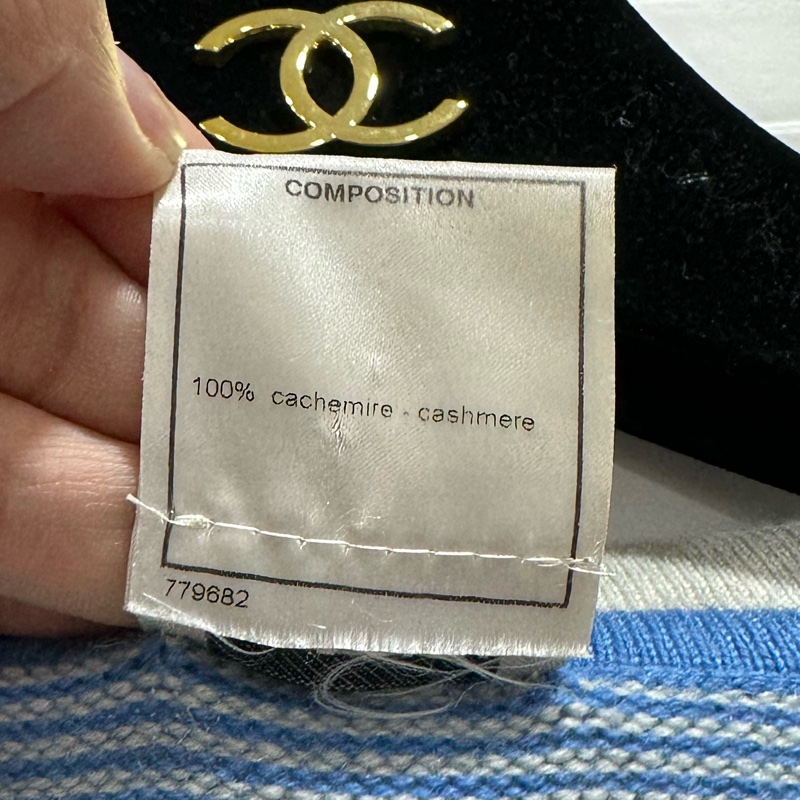 COMPOSITION
100% cachemire - cashmere
779682